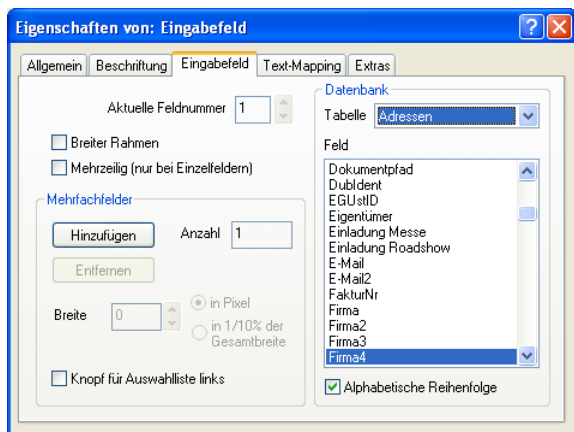 Eigenschaften von: Eingabefeld
Allgemein Beschriftung Eingabefeld Text-Mapping Extras
Aktuelle Feldnummer 1
Breiter Rahmen
Mehrzeilig (nur bei Einzelfeldern)
Mehrfachfelder
Hinzufügen Anzahl 1
Entfernen
Breite 0 in Pixel
in 1/10% der
Gesamtbreite
Knopf für Auswahlliste links
Datenbank
Tabelle Adressen
Feld
Dokumentpfad
DubIdent
EGUstID
Eigentümer
Einladung Messe
Einladung Roadshow
E-Mail
E-Mail2
FakturNr
Firma
Firma2
Firma3
Firma4
Alphabetische Reihenfolge